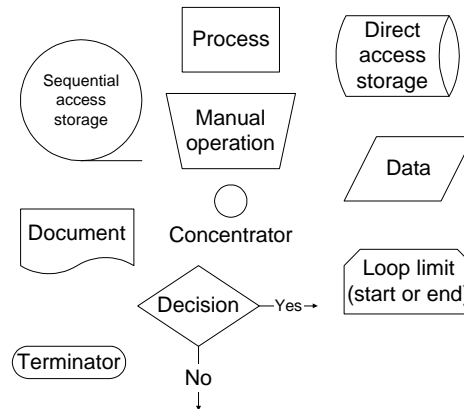 Process
Direct
access
storage
Sequential
access
storage
Manual
operation
Data
Document
Concentrator
Loop limit
(start or end)
Decision
Yes
Terminator
No